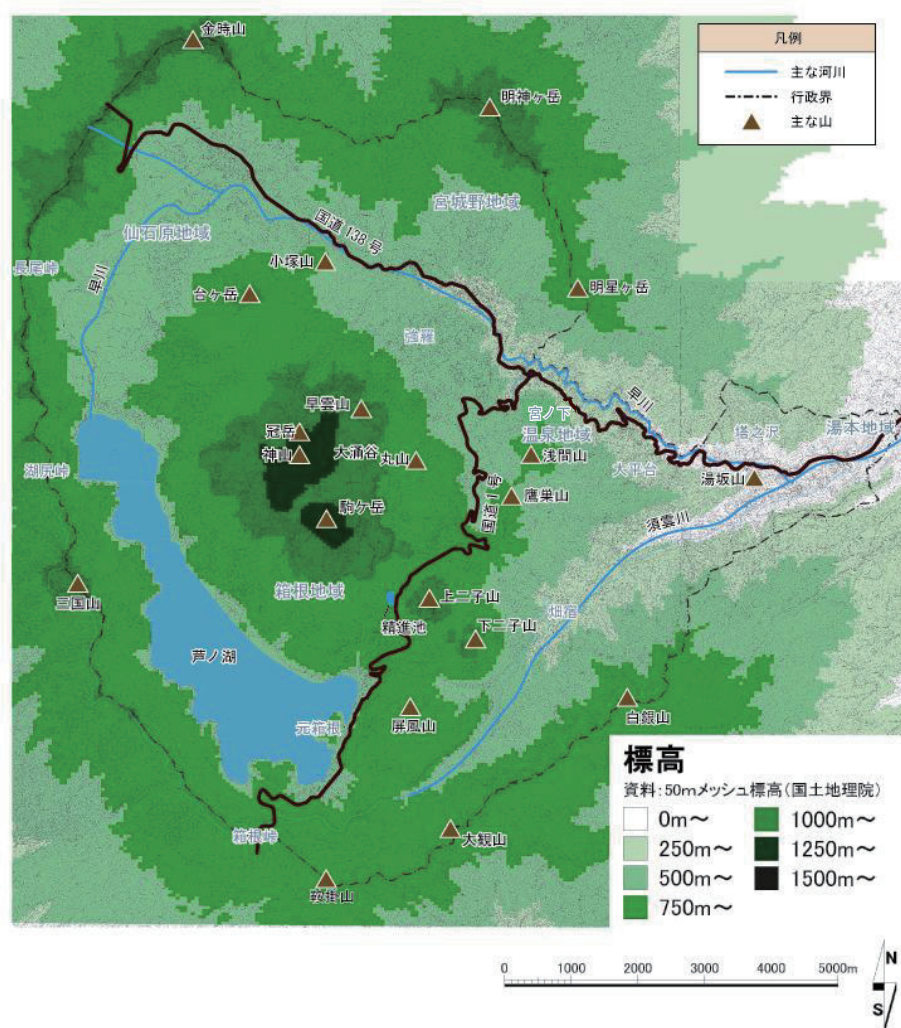 金時山
明神ヶ岳
凡例
主な河川
行政界
主な山
宮城野地域
国道138号
仙石原地域
長尾峠
早川
小塚山
台ヶ岳
明星ヶ岳
強羅
早雲山
宮ノ下
早川
冠岳
大涌谷
温泉地域
塔之沢
湯本地域
湖尻峠
神山
丸山
浅間山
大平台
湯坂山
鷹巣山
駒ケ岳
国道1号
須雲川
三国山
箱根地域
上二子山
畑宿
精進池
下二子山
芦ノ湖
元箱根
屏風山
白銀山
箱根峠
大観山
鞍掛山
標高
資料:50mメッシュ標高(国土地理院)
0m~
250m~
500m~
750m~
1000m~
1250m~
1500m~
0 1000 2000 3000 4000 5000m
N
S